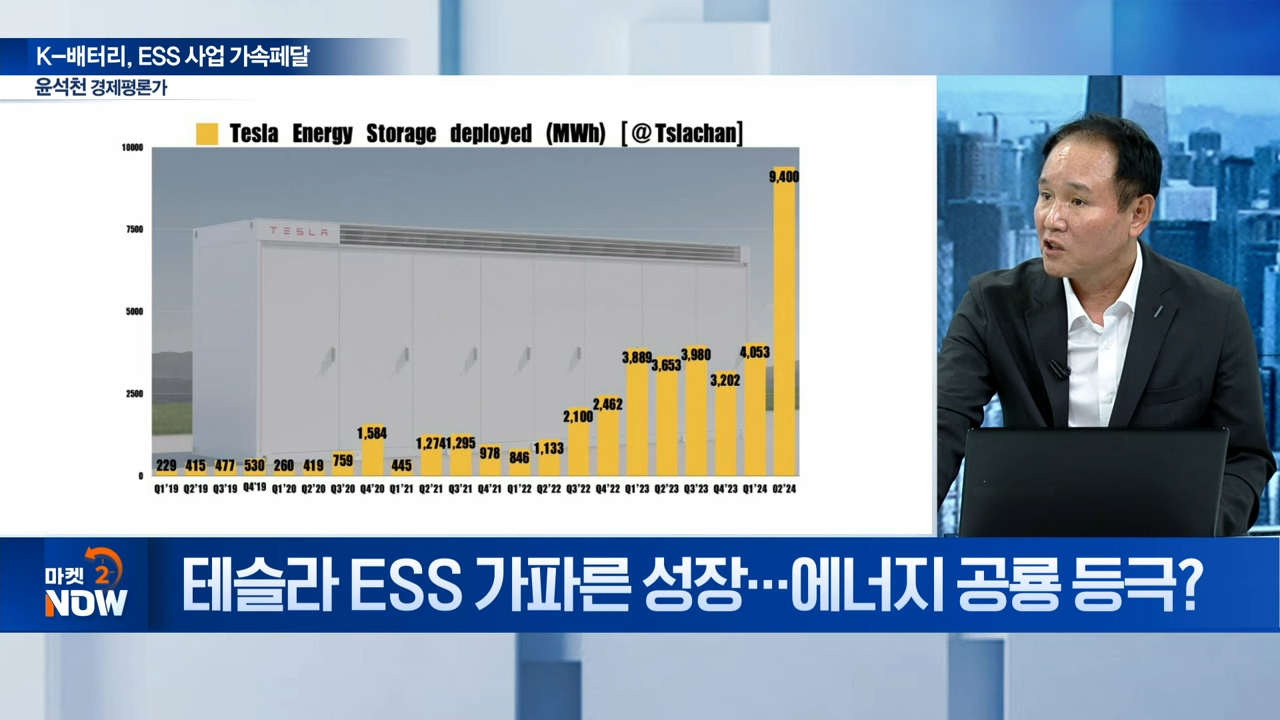 K-배터리, ESS 사업 가속페달
윤석천 경제평론가
Tesla Energy Storage deployed (MWh) [@Tslachan]
10000
7500
5000
2500
0
TESLA
229 415 477 530 260 419 759 1,584 445 1,274 1,295 978 846 1,133 2,100 2,462 3,889 3,653 3,980 3,202 4,053 9,400
Q1'19 Q2'19 Q3'19 Q4'19 Q1'20 Q2'20 Q3'20 Q4'20 Q1'21 Q2'21 Q3'21 Q4'21 Q1'22 Q2'22 Q3'22 Q4'22 Q1'23 Q2'23 Q3'23 Q4'23 Q1'24 Q2'24
마켓 2
NOW
테슬라 ESS 가파른 성장…에너지 공룡 등극?